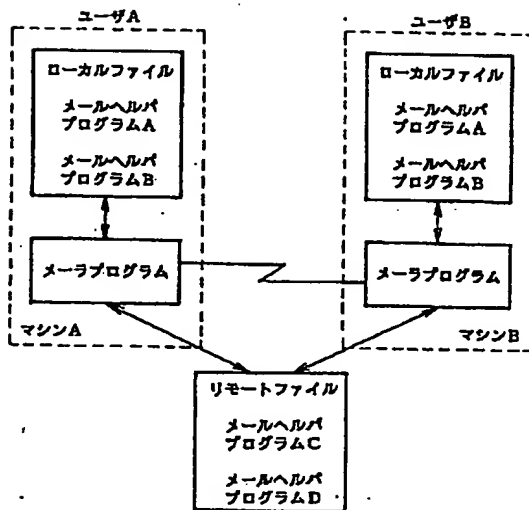 ユーザA
ローカルファイル
メールヘルパ
プログラムA
メールヘルパ
プログラムB
メーラプログラム
マシンA
ユーザB
ローカルファイル
メールヘルパ
プログラムA
メールヘルパ
プログラムB
メーラプログラム
マシンB
リモートファイル
メールヘルパ
プログラムC
メールヘルパ
プログラムD